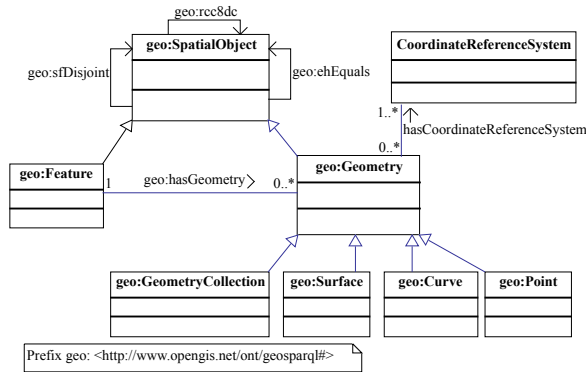 geo:rcc8dc
geo:SpatialObject
CoordinateReferenceSystem
geo:sfDisjoint
geo:ehEquals
1..*
hasCoordinateReferenceSystem
0..*
geo:Feature
geo:Geometry
1
geo:hasGeometry
0..*
geo:GeometryCollection
geo:Surface
geo:Curve
geo:Point
Prefix geo: <http://www.opengis.net/ont/geosparql#>